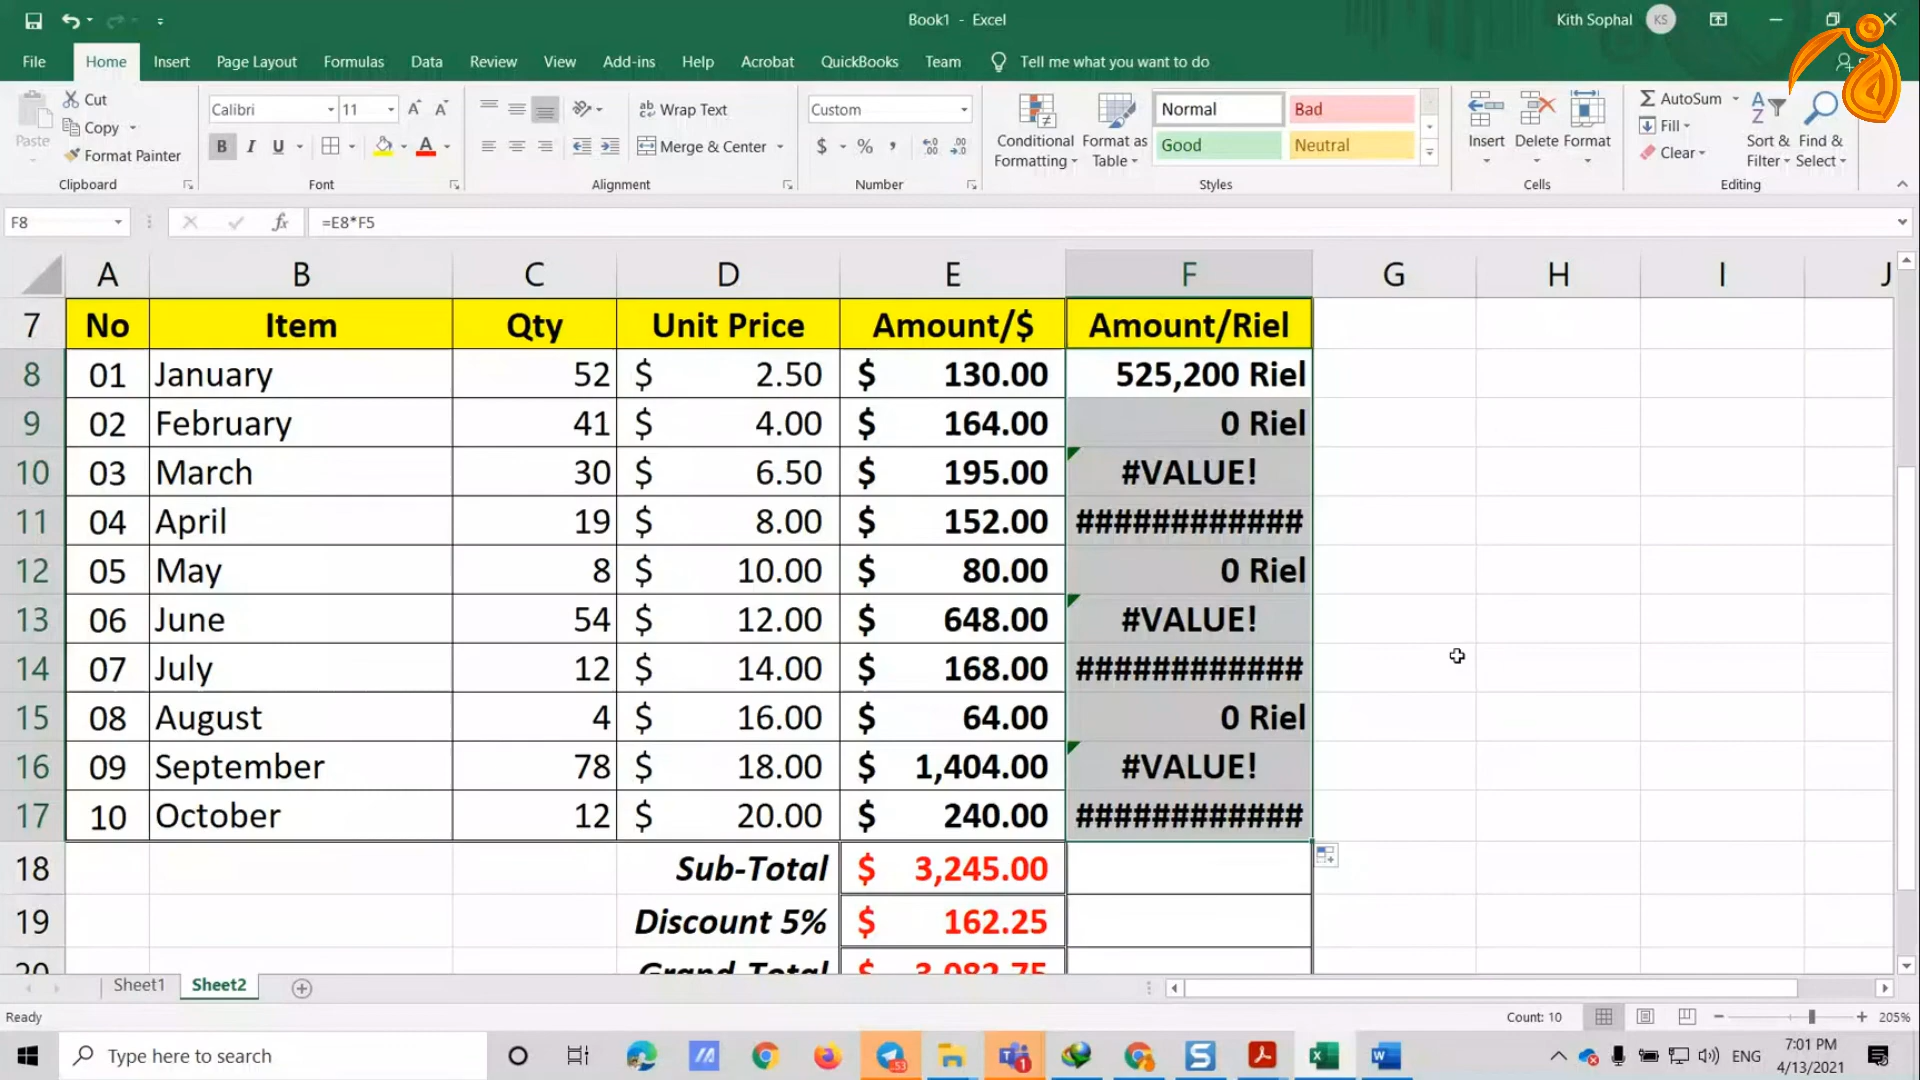 Book1 - Excel
Kith Sophal
KS
File Home Insert Page Layout Formulas Data Review View Add-ins Help Acrobat QuickBooks Team Tell me what you want to do
Paste
Cut
Copy
Format Painter
Clipboard
Calibri 11
B I U
Font
Wrap Text
Merge & Center
Alignment
Custom
$ % ,
Number
Conditional Formatting
Format as Table
Normal Bad
Good Neutral
Styles
Insert Delete Format
Cells
AutoSum
Fill
Clear
Sort & Filter
Find & Select
Editing
F8 fx =E8*F5
A B C D E F G H I J
7 No Item Qty Unit Price Amount/$ Amount/Riel
8 01 January 52 $ 2.50 $ 130.00 525,200 Riel
9 02 February 41 $ 4.00 $ 164.00 0 Riel
10 03 March 30 $ 6.50 $ 195.00 #VALUE!
11 04 April 19 $ 8.00 $ 152.00 ############
12 05 May 8 $ 10.00 $ 80.00 0 Riel
13 06 June 54 $ 12.00 $ 648.00 #VALUE!
14 07 July 12 $ 14.00 $ 168.00 ############
15 08 August 4 $ 16.00 $ 64.00 0 Riel
16 09 September 78 $ 18.00 $ 1,404.00 #VALUE!
17 10 October 12 $ 20.00 $ 240.00 ############
18 Sub-Total $ 3,245.00
19 Discount 5% $ 162.25
20 Grand-Total $ 3,082.75
Sheet1 Sheet2
Ready Count: 10 205%
Type here to search
53
1
ENG
7:01 PM
4/13/2021